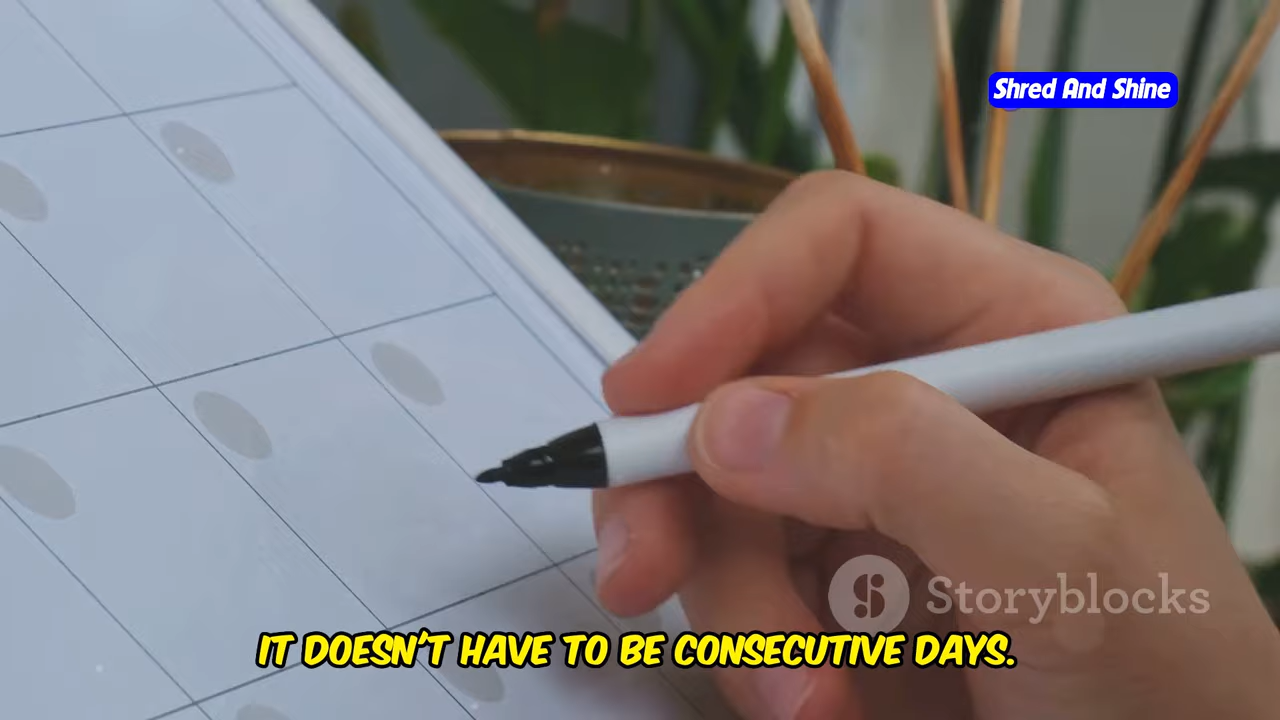 Shred And Shine
Storyblocks
IT DOESN'T HAVE TO BE CONSECUTIVE DAYS.